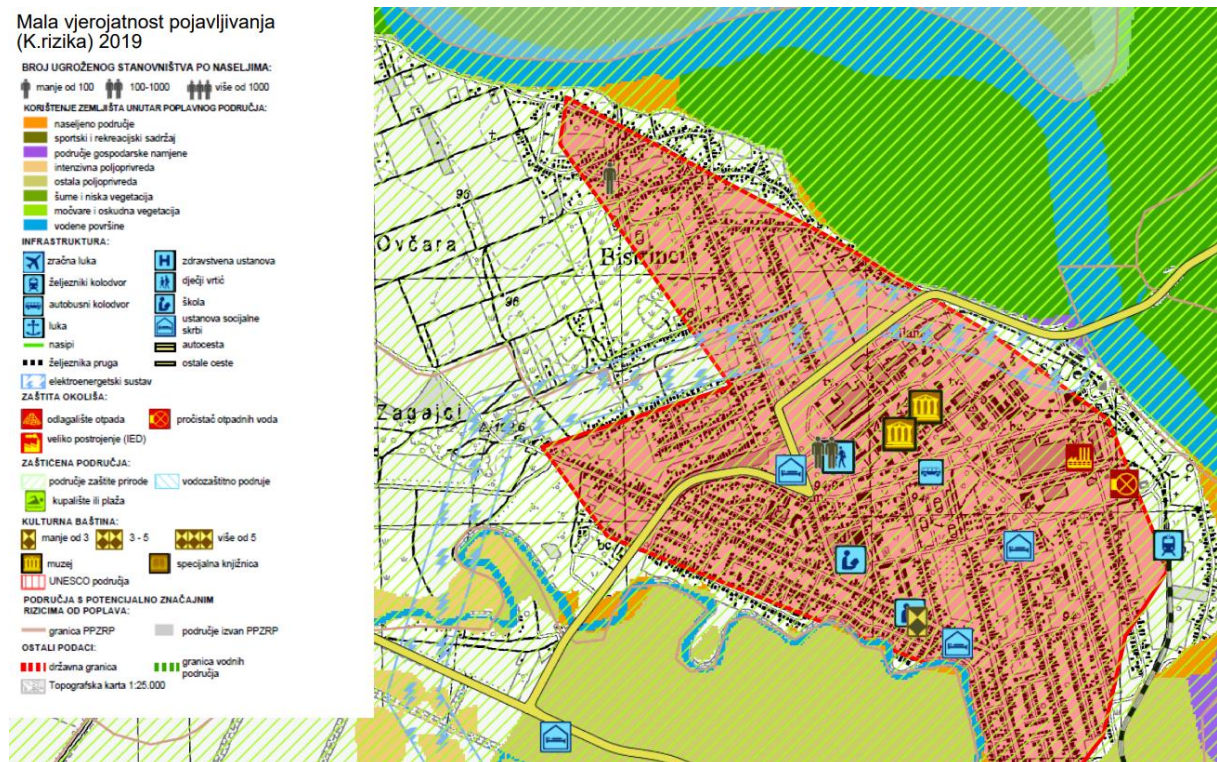 Mala vjerojatnost pojavljivanja
(K.rizika) 2019
BROJ UGROŽENOG STANOVNIŠTVA PO NASELJIMA:
manje od 100 100-1000 više od 1000
KORIŠTENJE ZEMLJIŠTA UNUTAR POPLAVNOG PODRUČJA:
naseljeno područje
sportski i rekreacijski sadržaj
područje gospodarske namjene
intenzivna poljoprivreda
ostala poljoprivreda
šume i niska vegetacija
močvare i oskudna vegetacija
vodene površine
INFRASTRUKTURA:
zračna luka
H zdravstvena ustanova
željeznički kolodvor
dječji vrtić
autobusni kolodvor
škola
luka
ustanova socijalne
skrbi
nasipi
autocesta
željeznička pruga
ostale ceste
elektroenergetski sustav
ZAŠTITA OKOLIŠA:
odlagalište otpada
pročistač otpadnih voda
veliko postrojenje (IED)
ZAŠTIĆENA PODRUČJA:
područje zaštite prirode
vodozaštitno podruje
kupalište ili plaža
KULTURNA BAŠTINA:
manje od 3 3 - 5 više od 5
muzej
specijalna knjižnica
UNESCO područja
PODRUČJA S POTENCIJALNO ZNAČAJNIM
RIZICIMA OD POPLAVA:
granica PPZRP
područje izvan PPZRP
OSTALI PODACI:
državna granica
granica vodnih
područja
Topografska karta 1:25.000
98
Ovčara
96
Zagajci
tv.
tv.